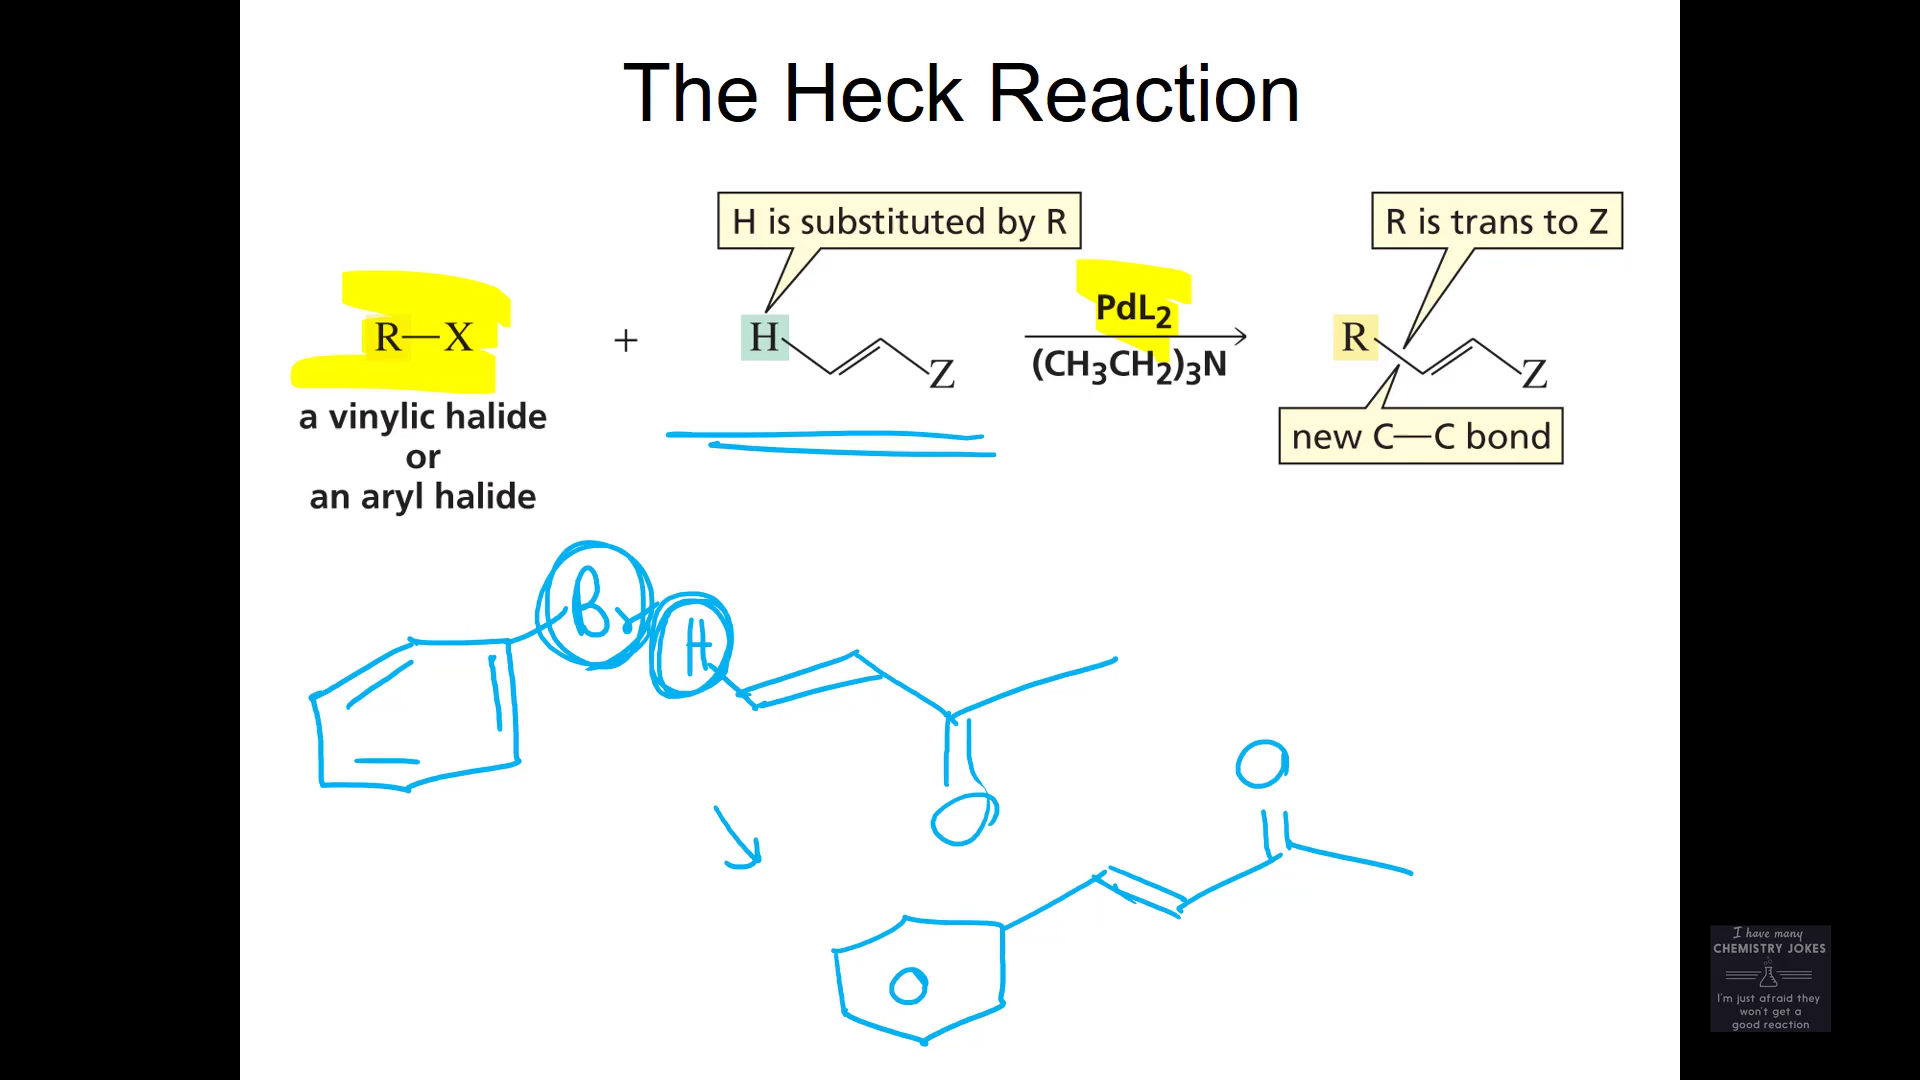 The Heck Reaction
H is substituted by R
R is trans to Z
R—X
+
H
Z
PdL₂
(CH₃CH₂)₃N
R
Z
a vinylic halide
or
an aryl halide
new C—C bond
Br
H
O
O
I have many
CHEMISTRY JOKES
I'm just afraid they
won't get a
good reaction